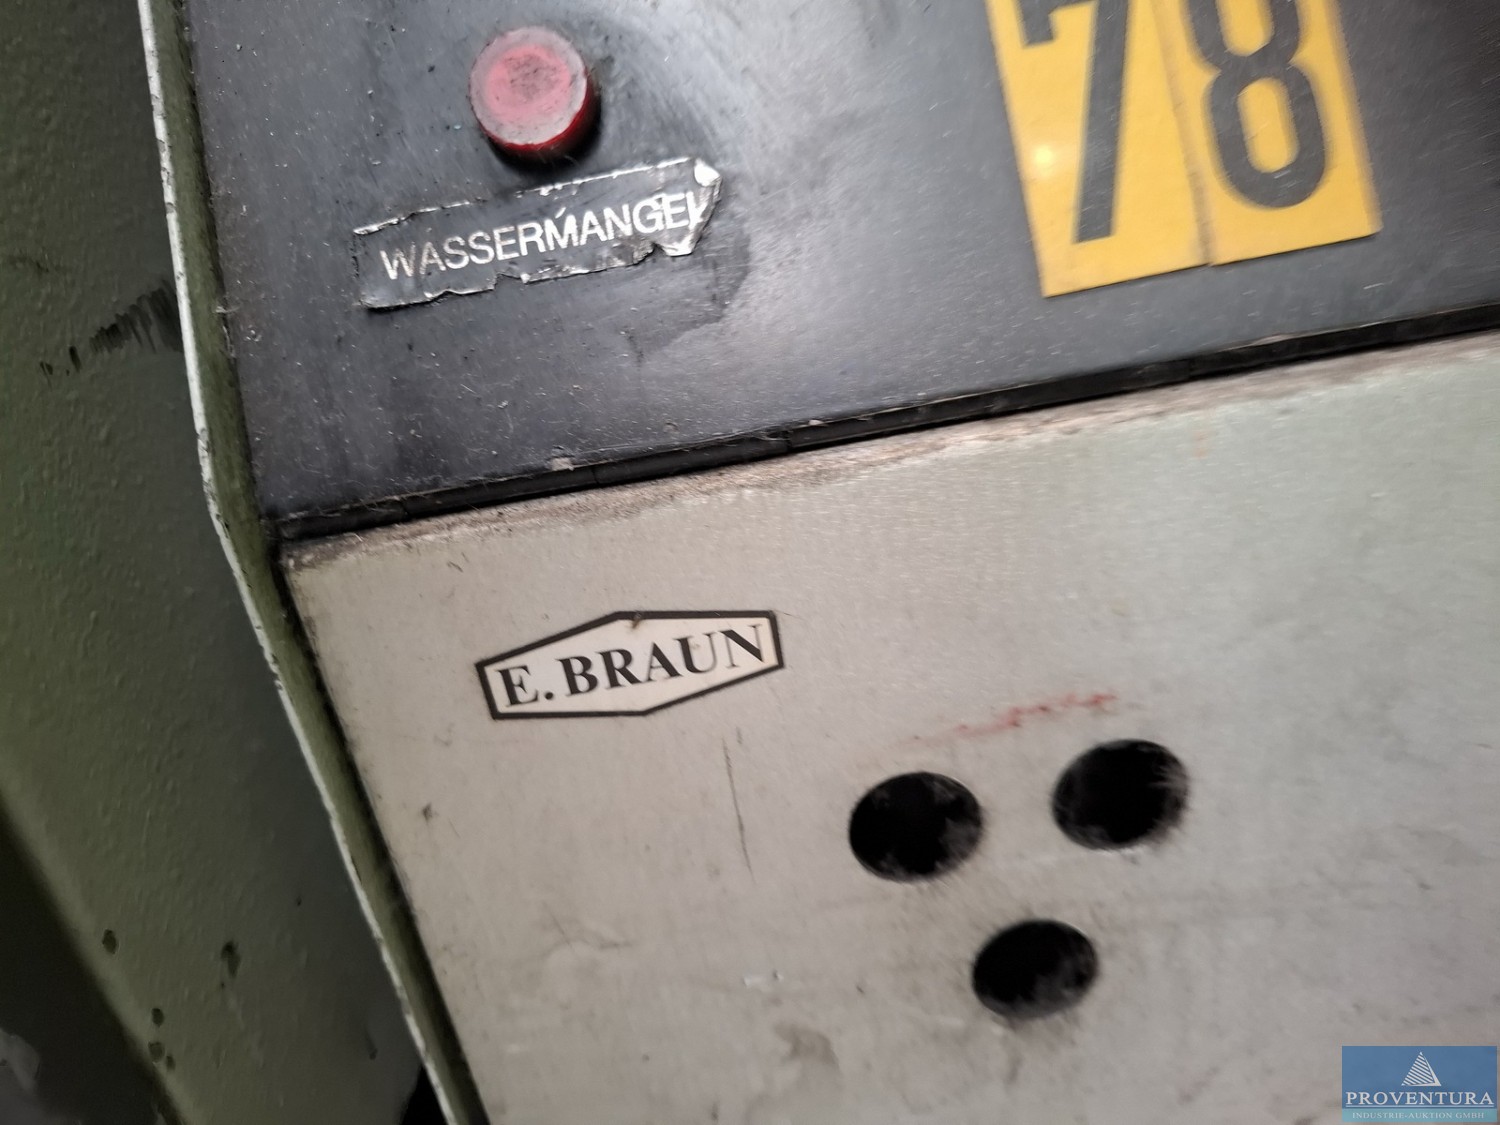 78
WASSERMANGEL
E. BRAUN
PROVENTURA
INDUSTRIE-AUKTION GMBH